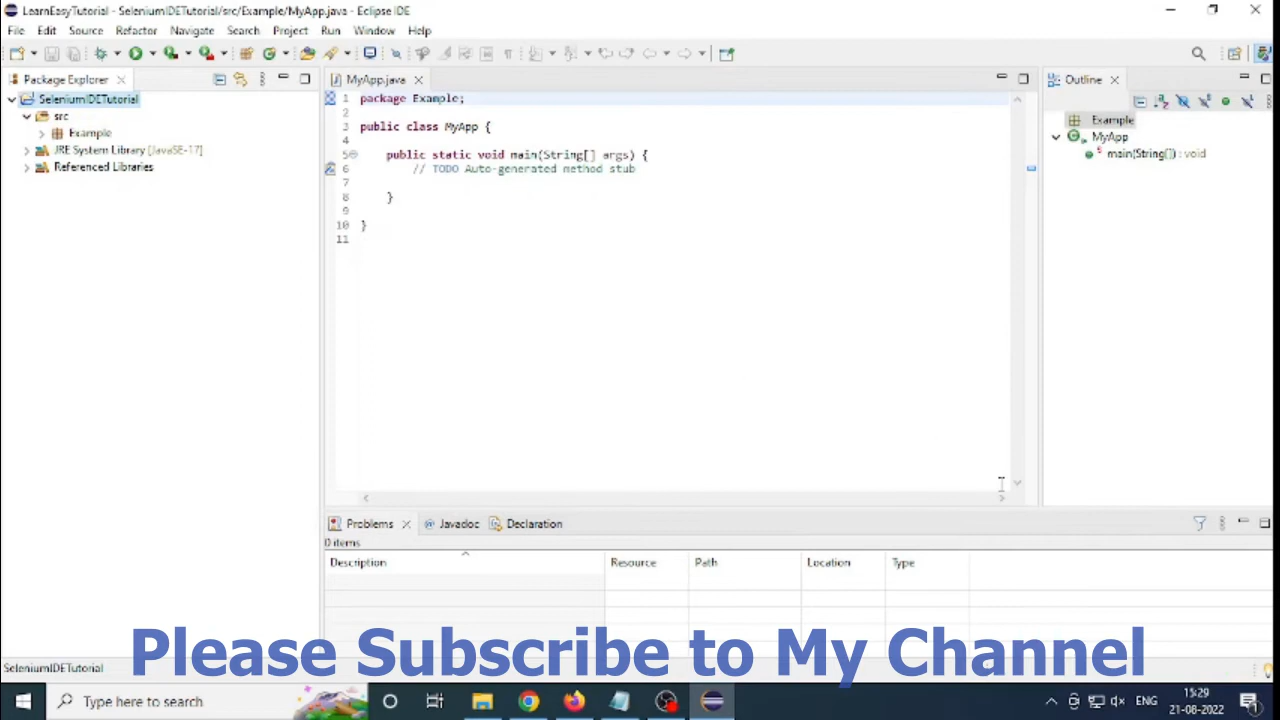 LearnEasyTutorial - SeleniumIDETutorial/src/Example/MyApp.java - Eclipse IDE
File Edit Source Refactor Navigate Search Project Run Window Help
Package Explorer
SeleniumIDETutorial
src
Example
JRE System Library [JavaSE-17]
Referenced Libraries
MyApp.java
1 package Example;
2
3 public class MyApp {
4
5 public static void main(String[] args) {
6 // TODO Auto-generated method stub
7
8 }
9
10 }
11
Outline
Example
MyApp
main(String[]) : void
Problems Javadoc Declaration
0 items
Description Resource Path Location Type
Please Subscribe to My Channel
SeleniumIDETutorial
Type here to search
ENG
15:29
21-08-2022
1